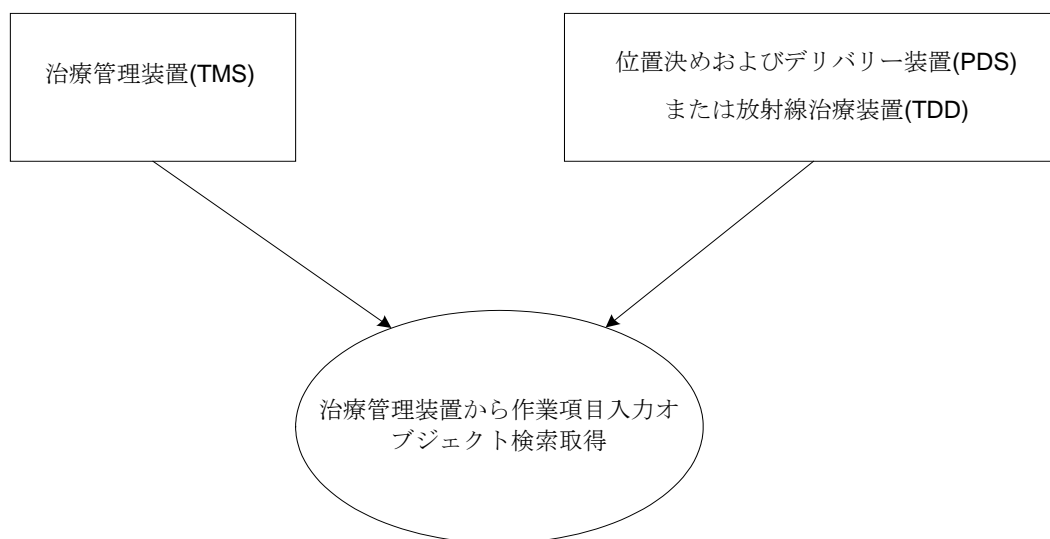 治療管理装置(TMS)
位置決めおよびデリバリー装置(PDS)
または放射線治療装置(TDD)
治療管理装置から作業項目入力オ
ブジェクト検索取得